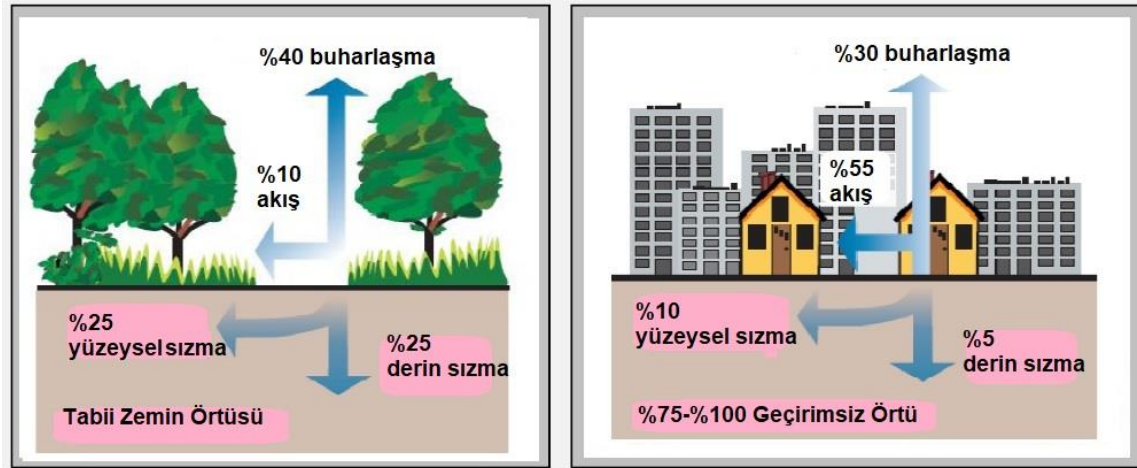 %40 buharlaşma
%10
akış
%25
yüzeysel sızma
%25
derin sızma
Tabii Zemin Örtüsü
%30 buharlaşma
%55
akış
%10
yüzeysel sızma
%5
derin sızma
%75-%100 Geçirimsiz Örtü